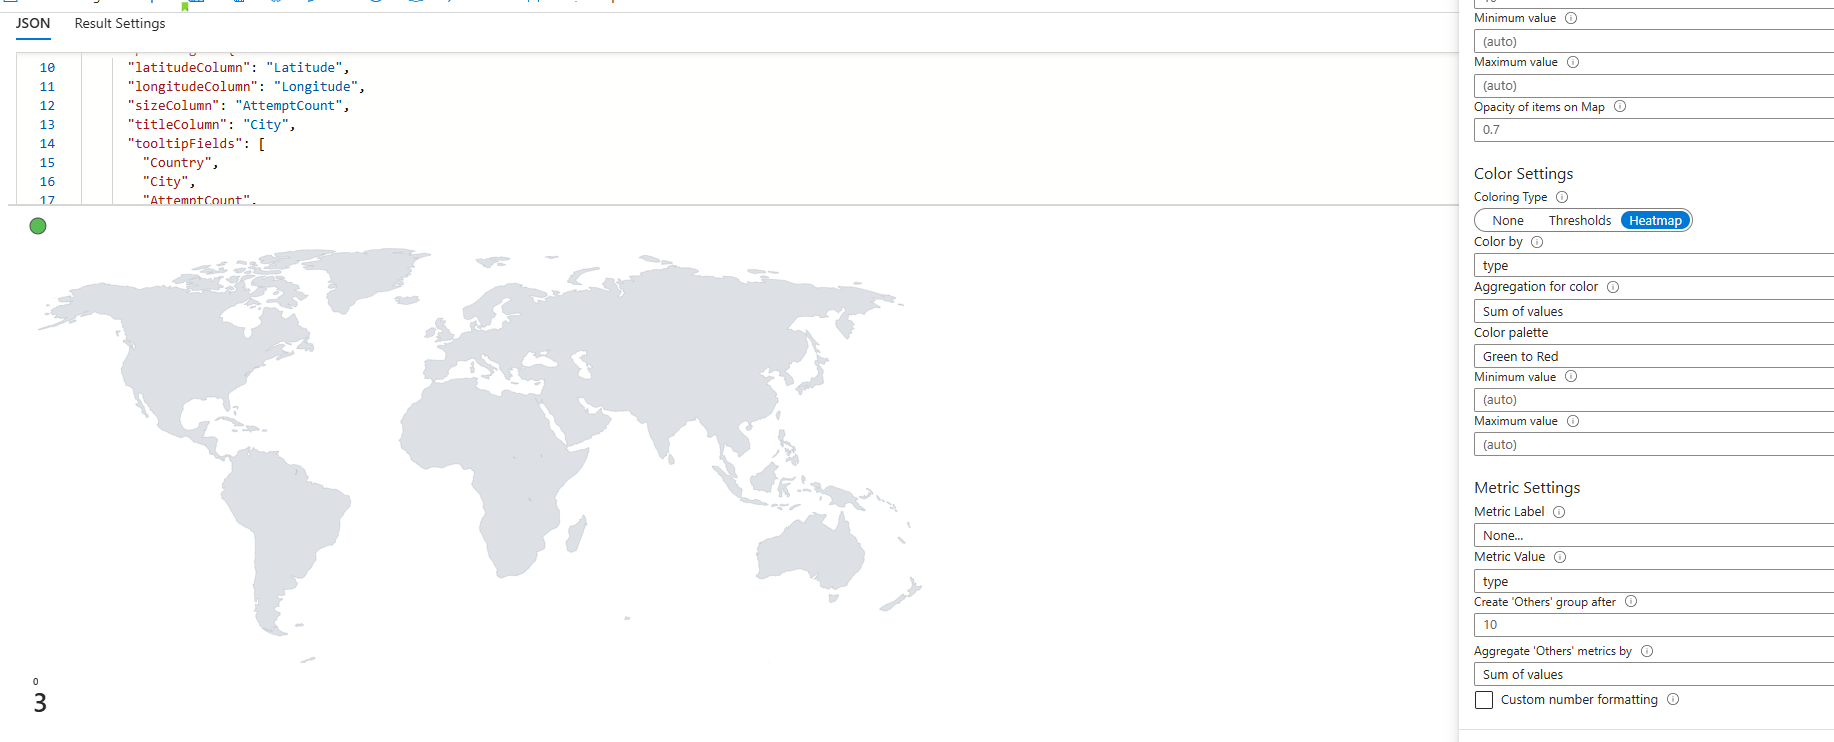 JSON
Result Settings
10 "latitudeColumn": "Latitude",
11 "longitudeColumn": "Longitude",
12 "sizeColumn": "AttemptCount",
13 "titleColumn": "City",
14 "tooltipFields": [
15 "Country",
16 "City",
17 "AttemptCount",
0
3
Minimum value
(auto)
Maximum value
(auto)
Opacity of items on Map
0.7
Color Settings
Coloring Type
None Thresholds Heatmap
Color by
type
Aggregation for color
Sum of values
Color palette
Green to Red
Minimum value
(auto)
Maximum value
(auto)
Metric Settings
Metric Label
None...
Metric Value
type
Create 'Others' group after
10
Aggregate 'Others' metrics by
Sum of values
Custom number formatting